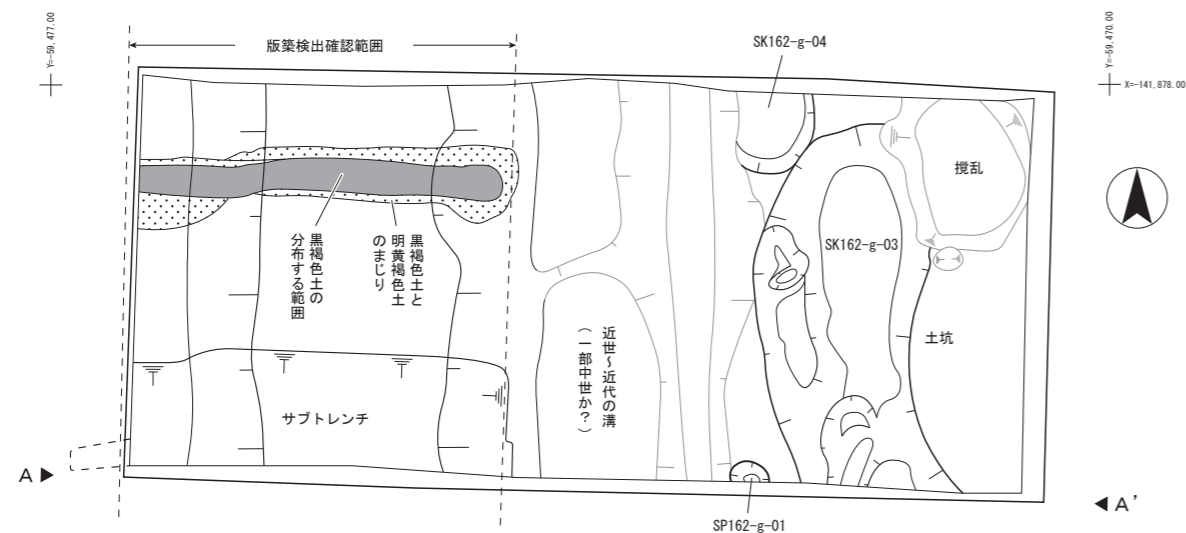 Y=-59,477.00
版築検出確認範囲
SK162-g-04
Y=-59,470.00
X=-141,878.00
撹乱
SK162-g-03
土坑
黒褐色土と
明黄褐色土
のまじり
黒褐色土の
分布する範囲
近世~近代の溝
(一部中世か?)
サブトレンチ
A
A'
SP162-g-01